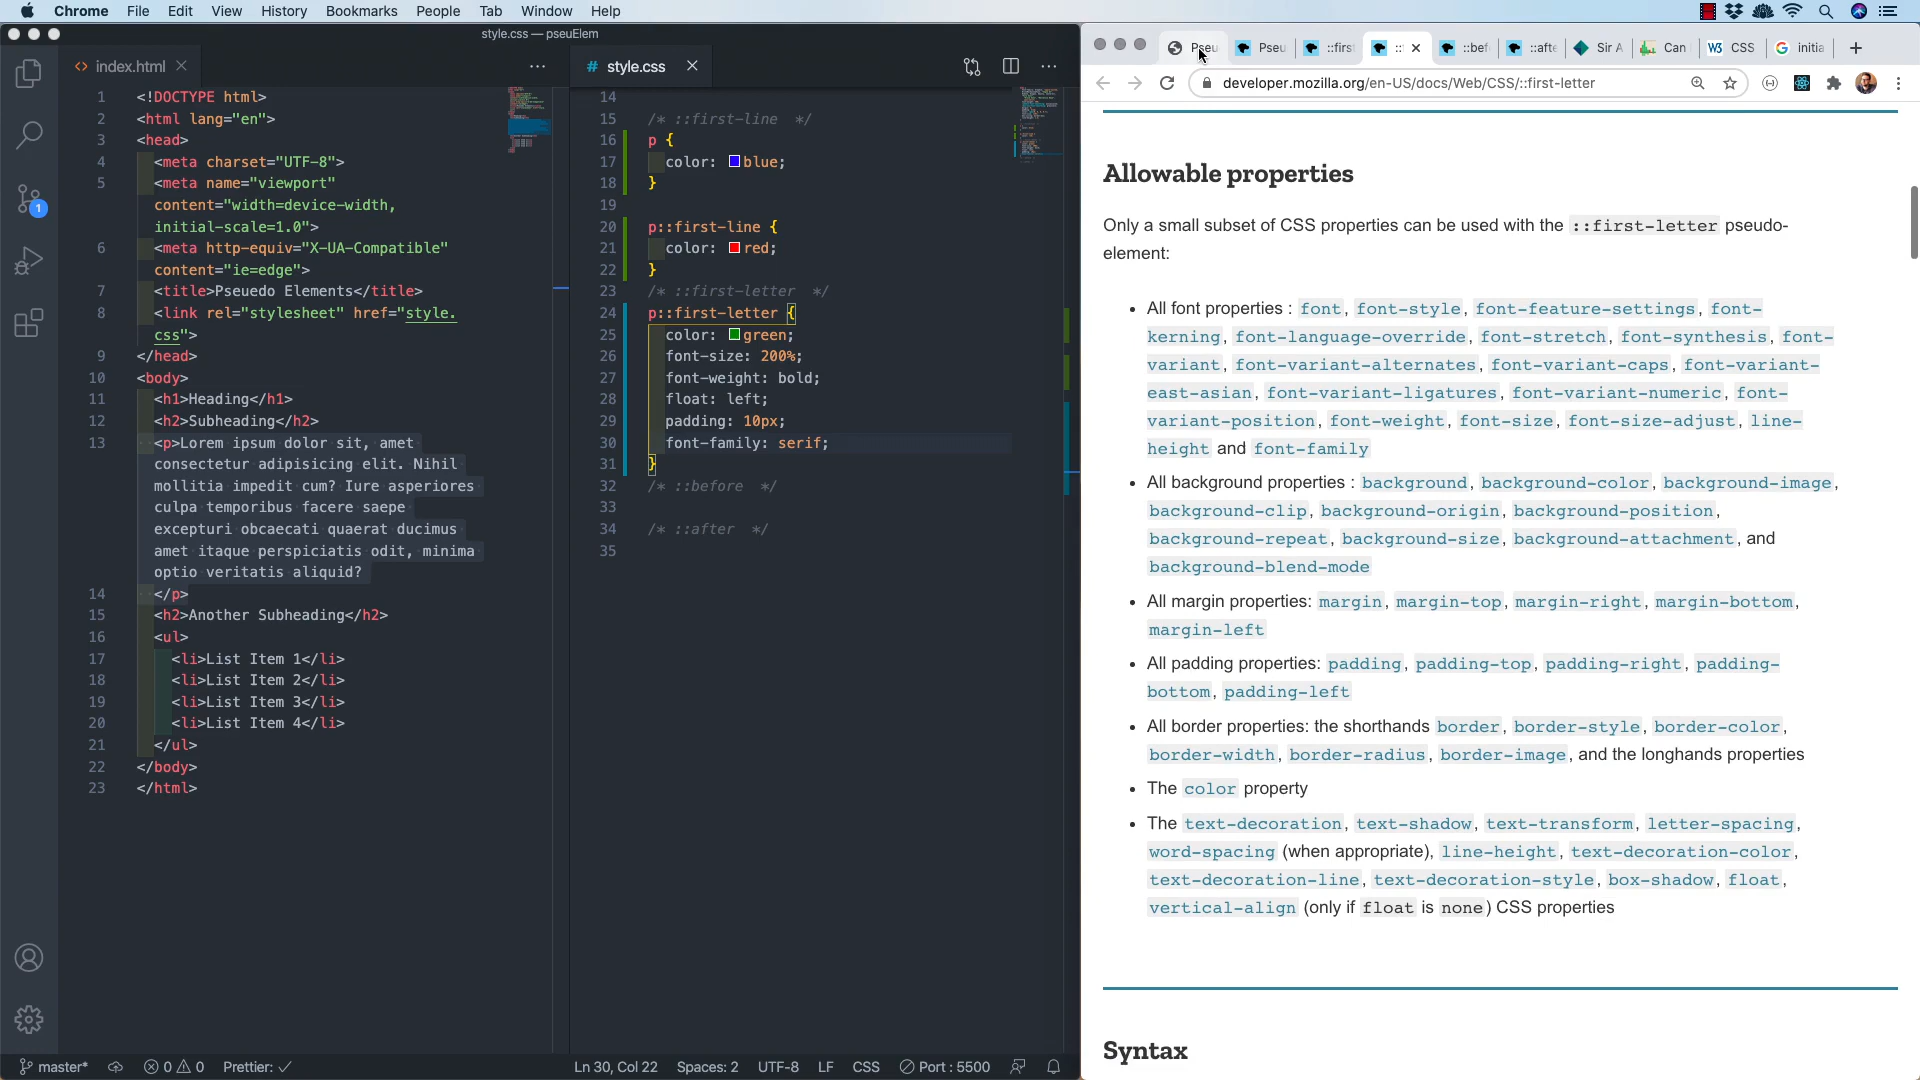 Chrome File Edit View History Bookmarks People Tab Window Help
style.css — pseuElem
<> index.html
# style.css
1 <!DOCTYPE html>
2 <html lang="en">
3 <head>
4 <meta charset="UTF-8">
5 <meta name="viewport"
content="width=device-width,
initial-scale=1.0">
6 <meta http-equiv="X-UA-Compatible"
content="ie=edge">
7 <title>Pseuedo Elements</title>
8 <link rel="stylesheet" href="style.
css">
9 </head>
10 <body>
11 <h1>Heading</h1>
12 <h2>Subheading</h2>
13 <p>Lorem ipsum dolor sit, amet
consectetur adipisicing elit. Nihil
mollitia impedit cum? Iure asperiores
culpa temporibus facere saepe
excepturi obcaecati quaerat ducimus
amet itaque perspiciatis odit, minima
optio veritatis aliquid?
14 </p>
15 <h2>Another Subheading</h2>
16 <ul>
17 <li>List Item 1</li>
18 <li>List Item 2</li>
19 <li>List Item 3</li>
20 <li>List Item 4</li>
21 </ul>
22 </body>
23 </html>
14
15 /* ::first-line */
16 p {
17 color: blue;
18 }
19
20 p::first-line {
21 color: red;
22 }
23 /* ::first-letter */
24 p::first-letter {
25 color: green;
26 font-size: 200%;
27 font-weight: bold;
28 float: left;
29 padding: 10px;
30 font-family: serif;
31 }
32 /* ::before */
33
34 /* ::after */
35
1
master* 0 0 Prettier: ✓ Ln 30, Col 22 Spaces: 2 UTF-8 LF CSS Port : 5500
Pseu Pseu ::first :: ::bef ::afte Sir A Can W3 CSS G initia
developer.mozilla.org/en-US/docs/Web/CSS/::first-letter
Allowable properties
Only a small subset of CSS properties can be used with the ::first-letter pseudo-
element:
• All font properties : font, font-style, font-feature-settings, font-
kerning, font-language-override, font-stretch, font-synthesis, font-
variant, font-variant-alternates, font-variant-caps, font-variant-
east-asian, font-variant-ligatures, font-variant-numeric, font-
variant-position, font-weight, font-size, font-size-adjust, line-
height and font-family
• All background properties : background, background-color, background-image,
background-clip, background-origin, background-position,
background-repeat, background-size, background-attachment, and
background-blend-mode
• All margin properties: margin, margin-top, margin-right, margin-bottom,
margin-left
• All padding properties: padding, padding-top, padding-right, padding-
bottom, padding-left
• All border properties: the shorthands border, border-style, border-color,
border-width, border-radius, border-image, and the longhands properties
• The color property
• The text-decoration, text-shadow, text-transform, letter-spacing,
word-spacing (when appropriate), line-height, text-decoration-color,
text-decoration-line, text-decoration-style, box-shadow, float,
vertical-align (only if float is none) CSS properties
Syntax